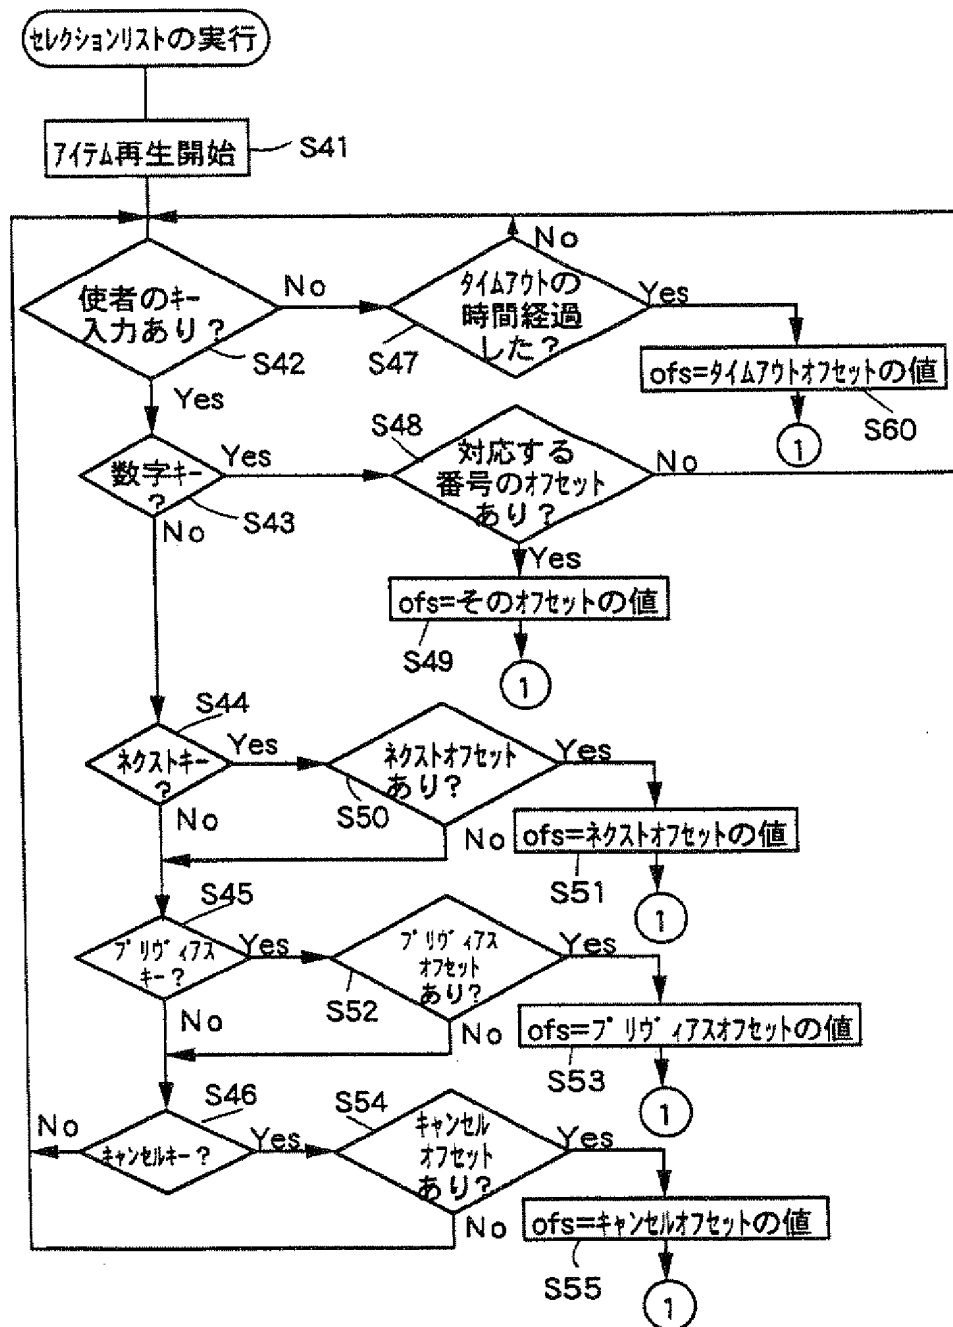 セレクションリストの実行
アイテム再生開始
S41
使者のキー
入力あり?
S42
No
Yes
タイムアウトの
時間経過
した?
S47
No
Yes
ofs=タイムアウトオフセットの値
S60
1
数字キー
?
S43
Yes
No
S48
対応する
番号のオフセット
あり?
No
Yes
ofs=そのオフセットの値
S49
1
S44
ネクストキー
?
Yes
No
ネクストオフセット
あり?
S50
Yes
No
ofs=ネクストオフセットの値
S51
1
S45
プリヴィアス
キー?
Yes
No
プリヴィアス
オフセット
あり?
S52
Yes
No
ofs=プリヴィアスオフセットの値
S53
1
S46
キャンセルキー?
No
Yes
S54
キャンセル
オフセット
あり?
Yes
No
ofs=キャンセルオフセットの値
S55
1